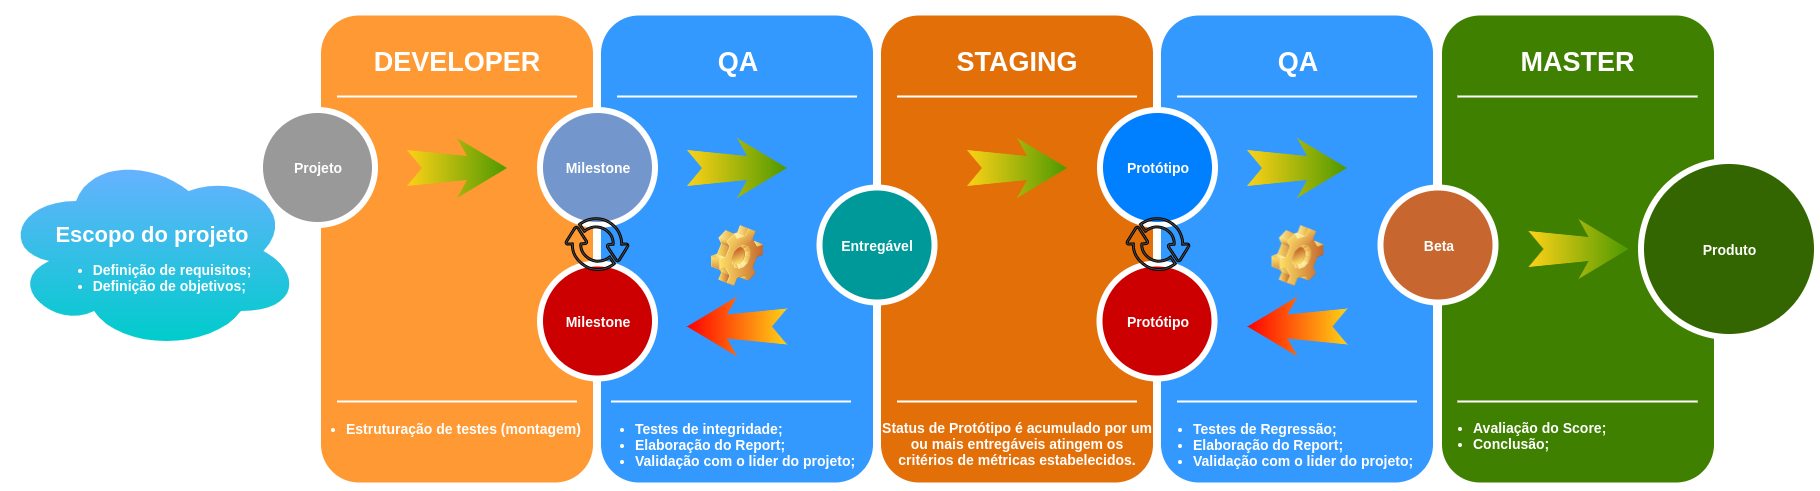 DEVELOPER
QA
STAGING
QA
MASTER
Projeto
Milestone
Protótipo
Escopo do projeto
• Definição de requisitos;
• Definição de objetivos;
Entregável
Beta
Produto
Milestone
Protótipo
• Estruturação de testes (montagem)
• Testes de integridade;
• Elaboração do Report;
• Validação com o lider do projeto;
Status de Protótipo é acumulado por um
ou mais entregáveis atingem os
critérios de métricas estabelecidos.
• Testes de Regressão;
• Elaboração do Report;
• Validação com o lider do projeto;
• Avaliação do Score;
• Conclusão;